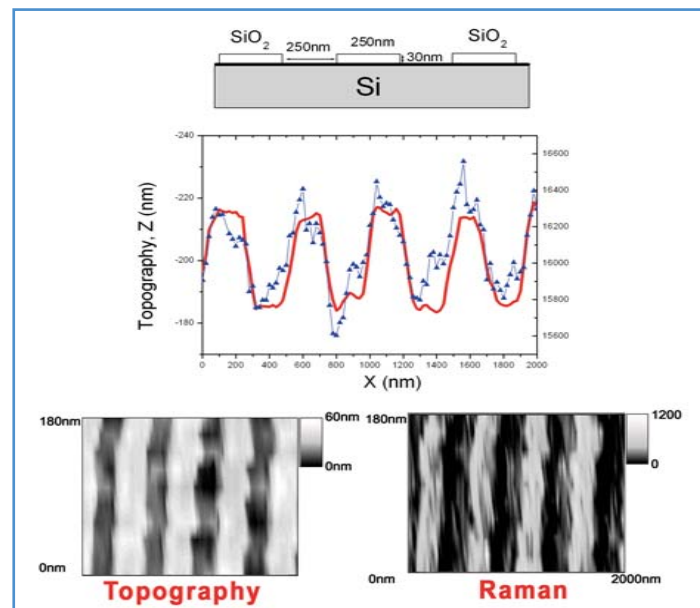 SiO2 250nm 250nm SiO2
30nm
Si
Topography, Z (nm)
-240
-220
-200
-180
16600
16400
16200
16000
15800
15600
0 200 400 600 800 1000 1200 1400 1600 1800 2000
X (nm)
180nm 60nm
0nm
0nm
Topography
180nm 1200
0
0nm 2000nm
Raman